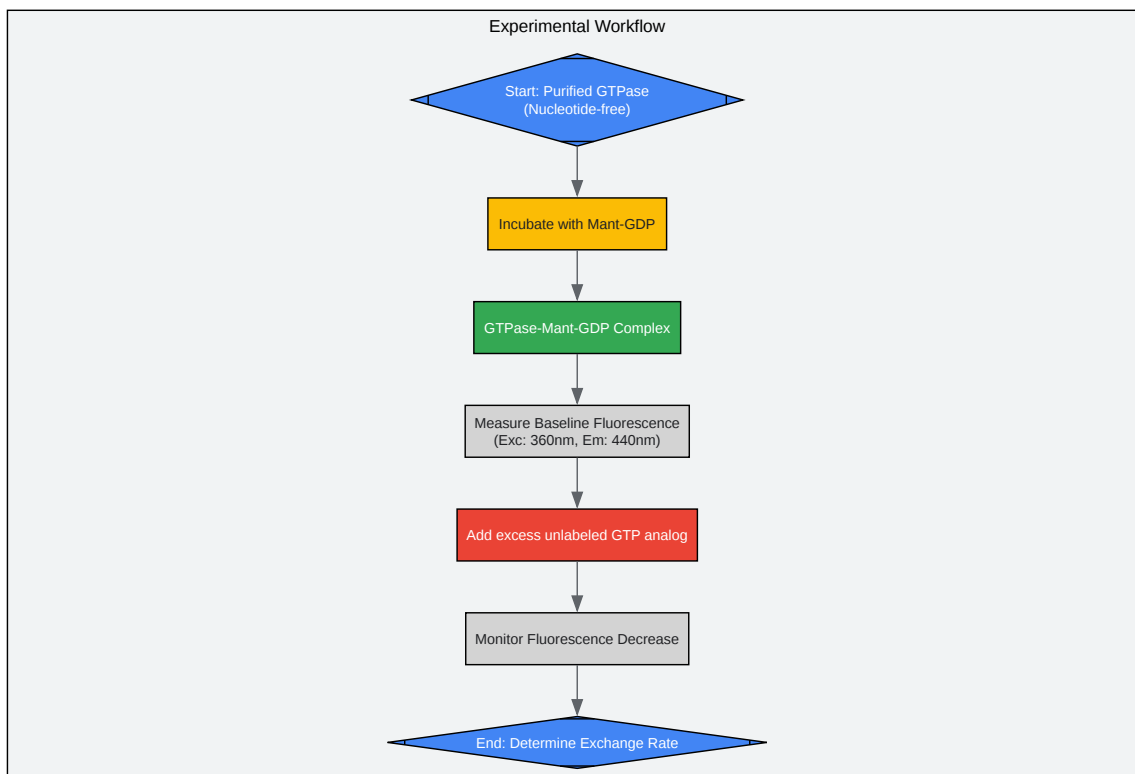 Experimental Workflow
Start: Purified GTPase
(Nucleotide-free)
Incubate with Mant-GDP
GTPase-Mant-GDP Complex
Measure Baseline Fluorescence
(Exc: 360nm, Em: 440nm)
Add excess unlabeled GTP analog
Monitor Fluorescence Decrease
End: Determine Exchange Rate